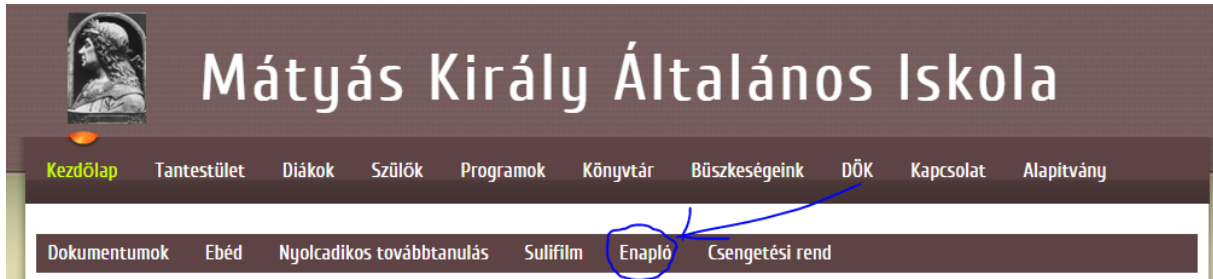 Mátyás Király Általános Iskola
Kezdőlap Tantestület Diákok Szülők Programok Könyvtár Büszkeségeink DÖK Kapcsolat Alapítvány
Dokumentumok Ebéd Nyolcadikos továbbtanulás Sulifilm Enapló Csengetési rend